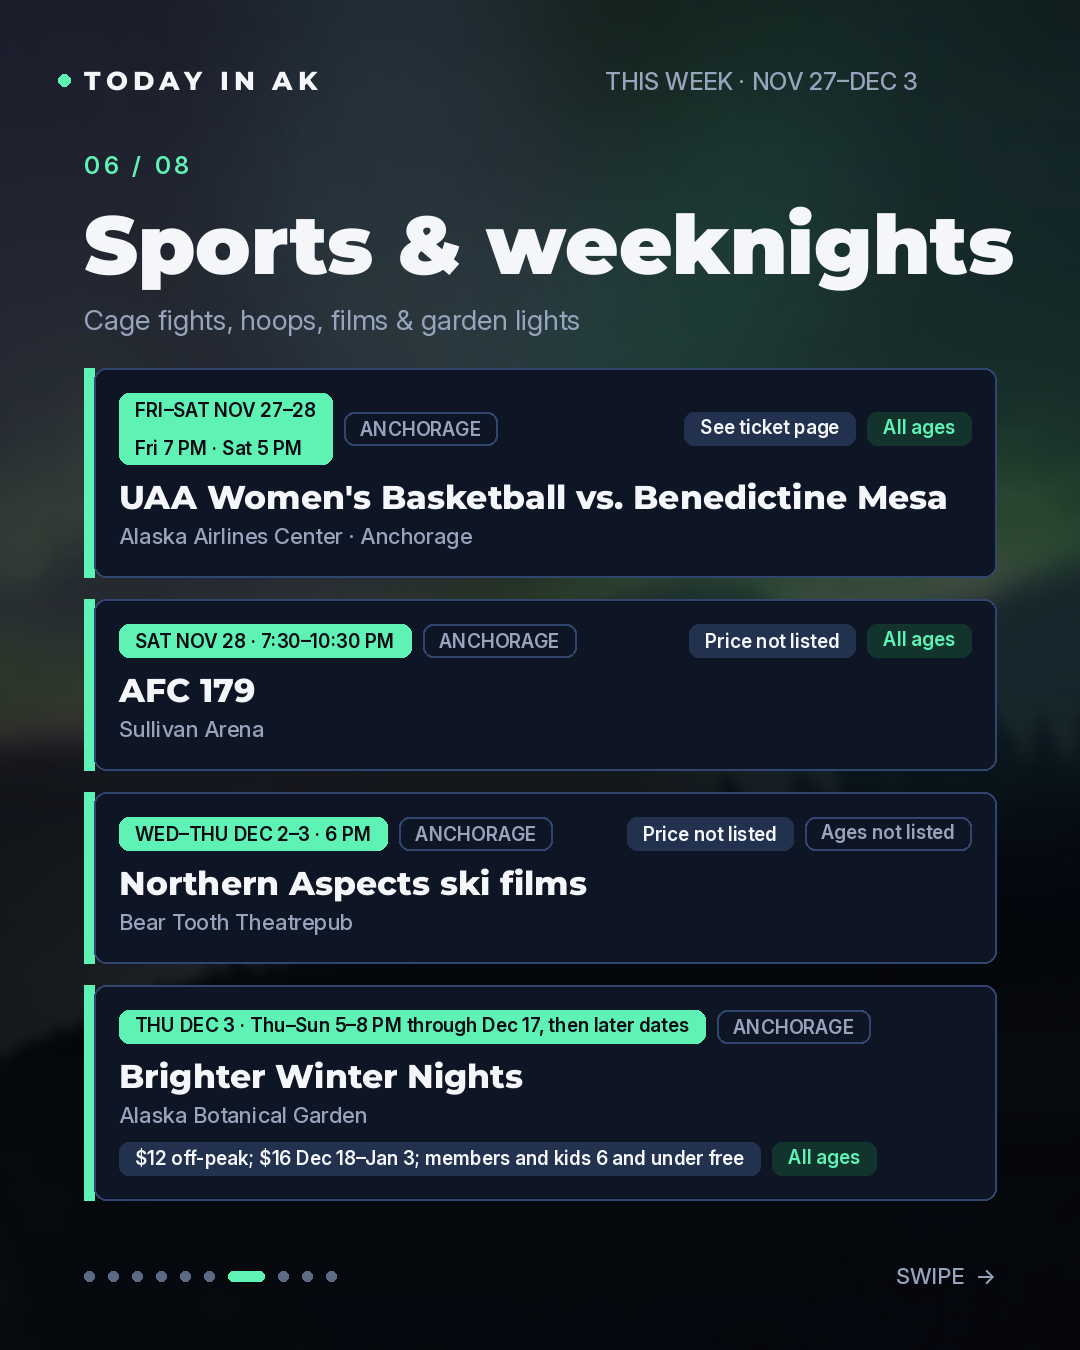 TODAY IN AK
THIS WEEK · NOV 27–DEC 3
06 / 08
Sports & weeknights
Cage fights, hoops, films & garden lights
FRI–SAT NOV 27–28
Fri 7 PM · Sat 5 PM
ANCHORAGE
See ticket page
All ages
UAA Women's Basketball vs. Benedictine Mesa
Alaska Airlines Center · Anchorage
SAT NOV 28 · 7:30–10:30 PM
ANCHORAGE
Price not listed
All ages
AFC 179
Sullivan Arena
WED–THU DEC 2–3 · 6 PM
ANCHORAGE
Price not listed
Ages not listed
Northern Aspects ski films
Bear Tooth Theatrepub
THU DEC 3 · Thu–Sun 5–8 PM through Dec 17, then later dates
ANCHORAGE
Brighter Winter Nights
Alaska Botanical Garden
$12 off-peak; $16 Dec 18–Jan 3; members and kids 6 and under free
All ages
SWIPE →